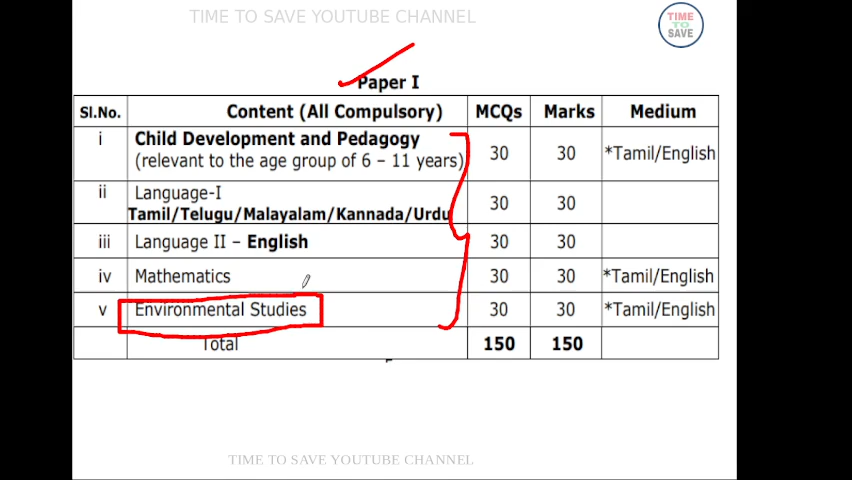 TIME TO SAVE YOUTUBE CHANNEL
TIME
TO
SAVE
Paper I
Sl.No. Content (All Compulsory) MCQs Marks Medium
i Child Development and Pedagogy
(relevant to the age group of 6 – 11 years) 30 30 *Tamil/English
ii Language-I
Tamil/Telugu/Malayalam/Kannada/Urdu 30 30
iii Language II – English 30 30
iv Mathematics 30 30 *Tamil/English
v Environmental Studies 30 30 *Tamil/English
Total 150 150
TIME TO SAVE YOUTUBE CHANNEL